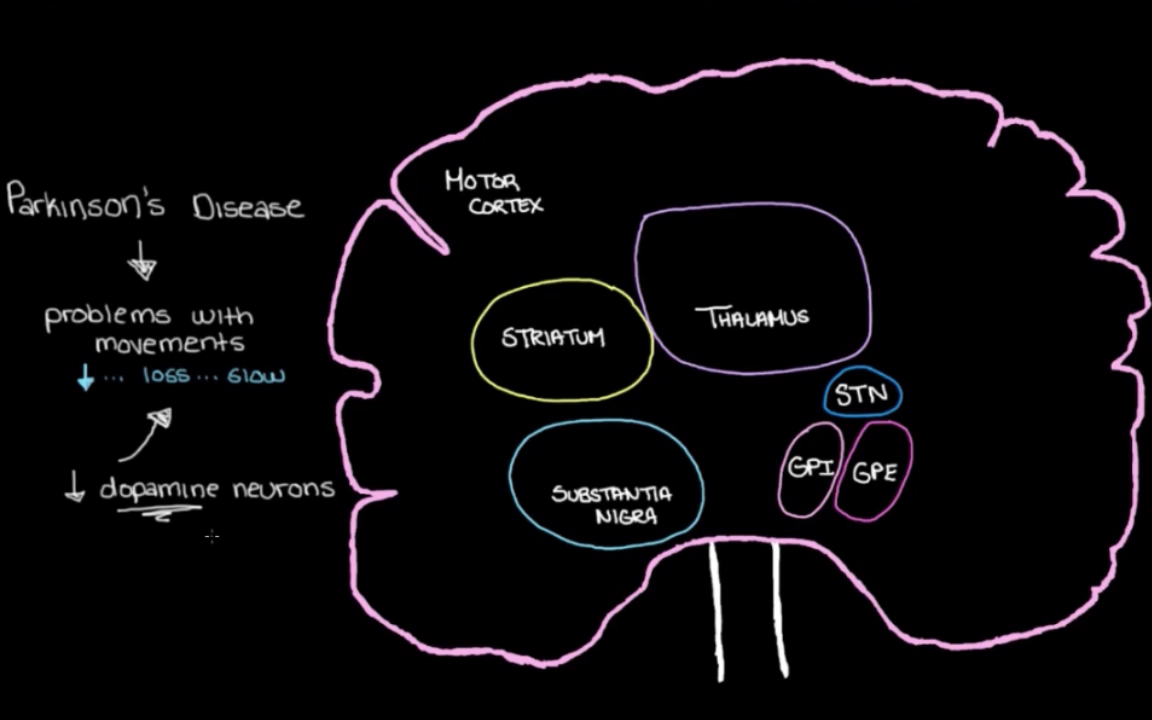 Parkinson's Disease
problems with
movements
↓ ... loss ... slow
↓ dopamine neurons
MOTOR
CORTEX
STRIATUM
THALAMUS
STN
GPI
GPE
SUBSTANTIA
NIGRA